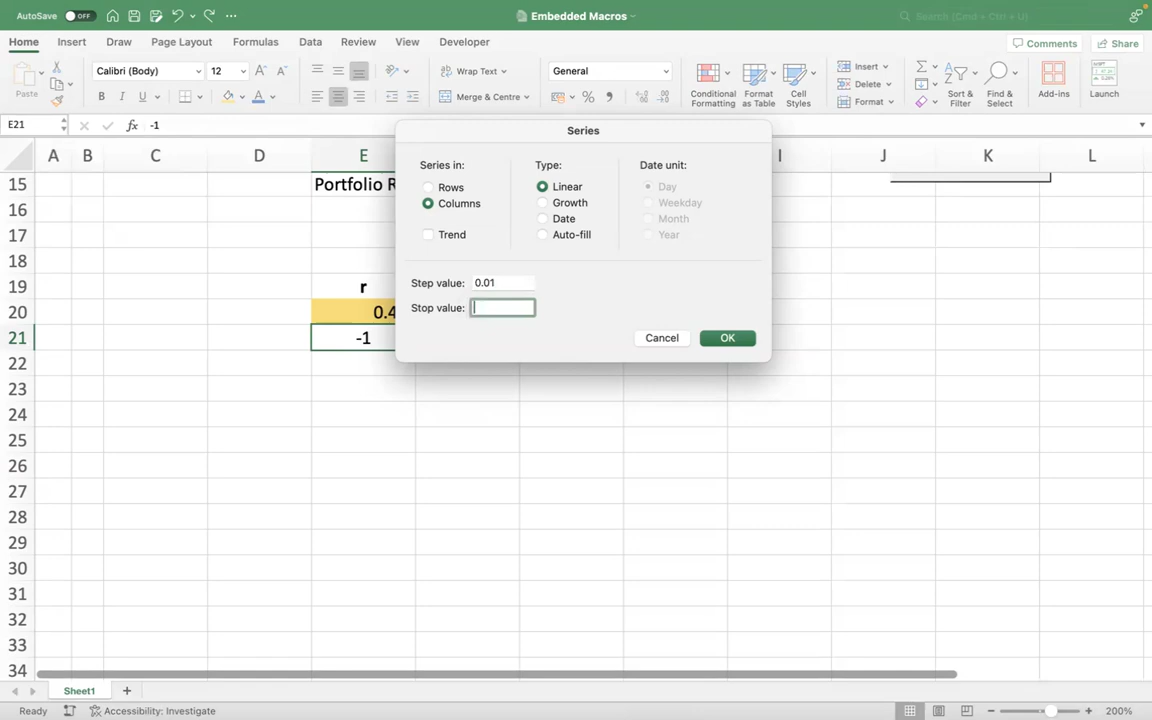 AutoSave OFF
Embedded Macros
Search (Cmd + Ctrl + U)
Home Insert Draw Page Layout Formulas Data Review View Developer
Comments Share
Paste
Calibri (Body) 12
B I U A
Wrap Text
Merge & Centre
General
Conditional Formatting
Format as Table
Cell Styles
Insert
Delete
Format
Sort & Filter
Find & Select
Add-ins
Launch
E21 fx -1
Series
A B C D E I J K L
Series in:
Rows
Columns
Trend
Type:
Linear
Growth
Date
Auto-fill
Date unit:
Day
Weekday
Month
Year
Step value: 0.01
Stop value:
Cancel OK
15 Portfolio R
16
17
18
19 r
20 0.4
21 -1
22
23
24
25
26
27
28
29
30
31
32
33
34
Sheet1
Ready Accessibility: Investigate 200%